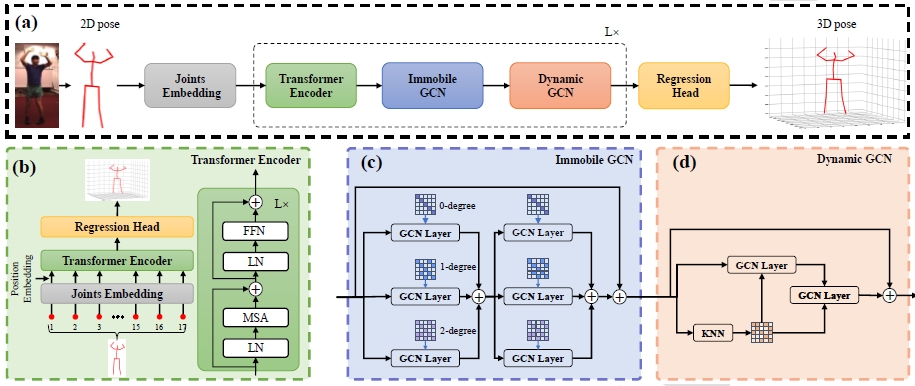 (a)
2D pose
L×
3D pose
Joints
Embedding
Transformer
Encoder
Immobile
GCN
Dynamic
GCN
Regression
Head
(b)
Transformer Encoder
Regression Head
Transformer Encoder
Position
Embedding
Joints Embedding
1 2 3 ••• 15 16 17
L×
FFN
LN
MSA
LN
(c)
Immobile GCN
0-degree
GCN Layer
GCN Layer
1-degree
GCN Layer
GCN Layer
2-degree
GCN Layer
GCN Layer
(d)
Dynamic GCN
GCN Layer
GCN Layer
KNN